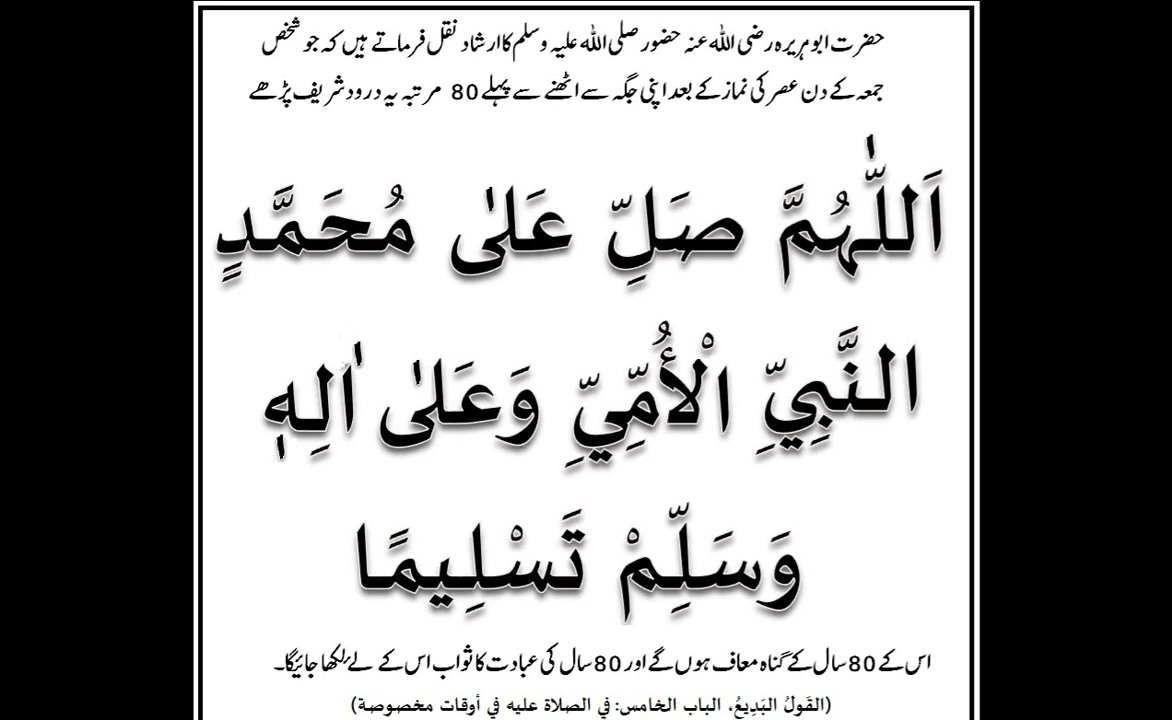 حضرت ابوہریرہ رضی اللہ عنہ حضور صلی اللہ علیہ وسلم کا ارشاد نقل فرماتے ہیں کہ جو شخص
جمعہ کے دن عصر کی نماز کے بعد اپنی جگہ سے اٹھنے سے پہلے 80 مرتبہ یہ درود شریف پڑھے
اَللّٰهُمَّ صَلِّ عَلىٰ مُحَمَّدٍ
النَّبِيِّ الْأُمِّيِّ وَعَلىٰ اٰلِهٖ
وَسَلِّمْ تَسْلِيمًا
اس کے 80 سال کے گناہ معاف ہوں گے اور 80 سال کی عبادت کا ثواب اس کے لئے لکھا جائیگا۔
(القَولُ البَدِيعُ، الباب الخامس: في الصلاة عليه في أوقات مخصوصة)